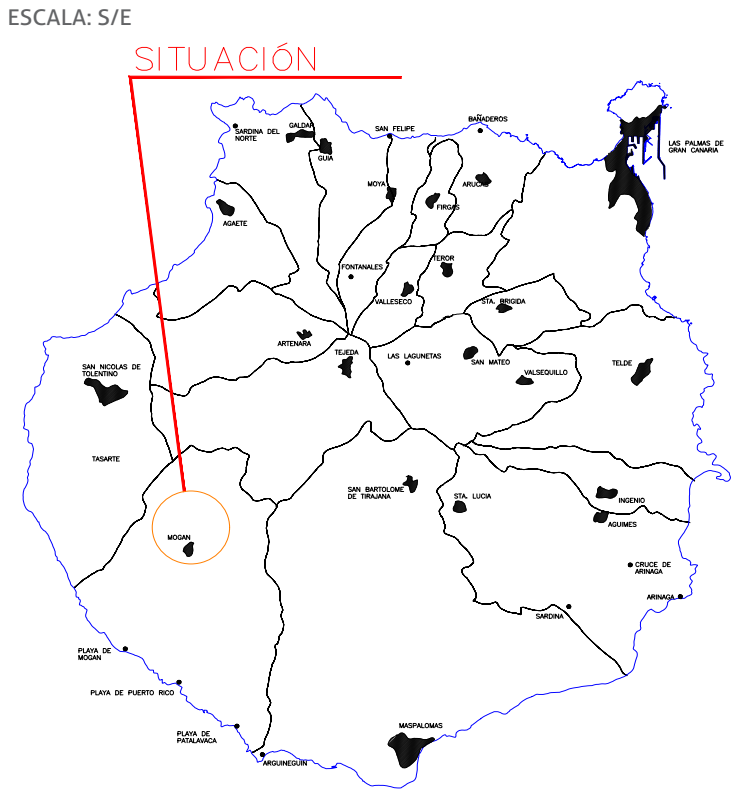 ESCALA: S/E
SITUACIÓN
SARDINA DEL
NORTE
GALDAR
GUIA
SAN FELIPE
BAÑADEROS
LAS PALMAS DE
GRAN CANARIA
MOYA
ARUCAS
FIRGAS
AGAETE
FONTANALES
TEROR
VALLESECO
STA. BRIGIDA
ARTENARA
TEJEDA
LAS LAGUNETAS
SAN MATEO
VALSEQUILLO
TELDE
SAN NICOLAS DE
TOLENTINO
TASARTE
SAN BARTOLOME
DE TIRAJANA
STA. LUCIA
INGENIO
AGUIMES
MOGAN
CRUCE DE
ARINAGA
ARINAGA
SARDINA
PLAYA DE
MOGAN
PLAYA DE PUERTO RICO
PLAYA DE
PATALAVACA
MASPALOMAS
ARGUINEGUIN